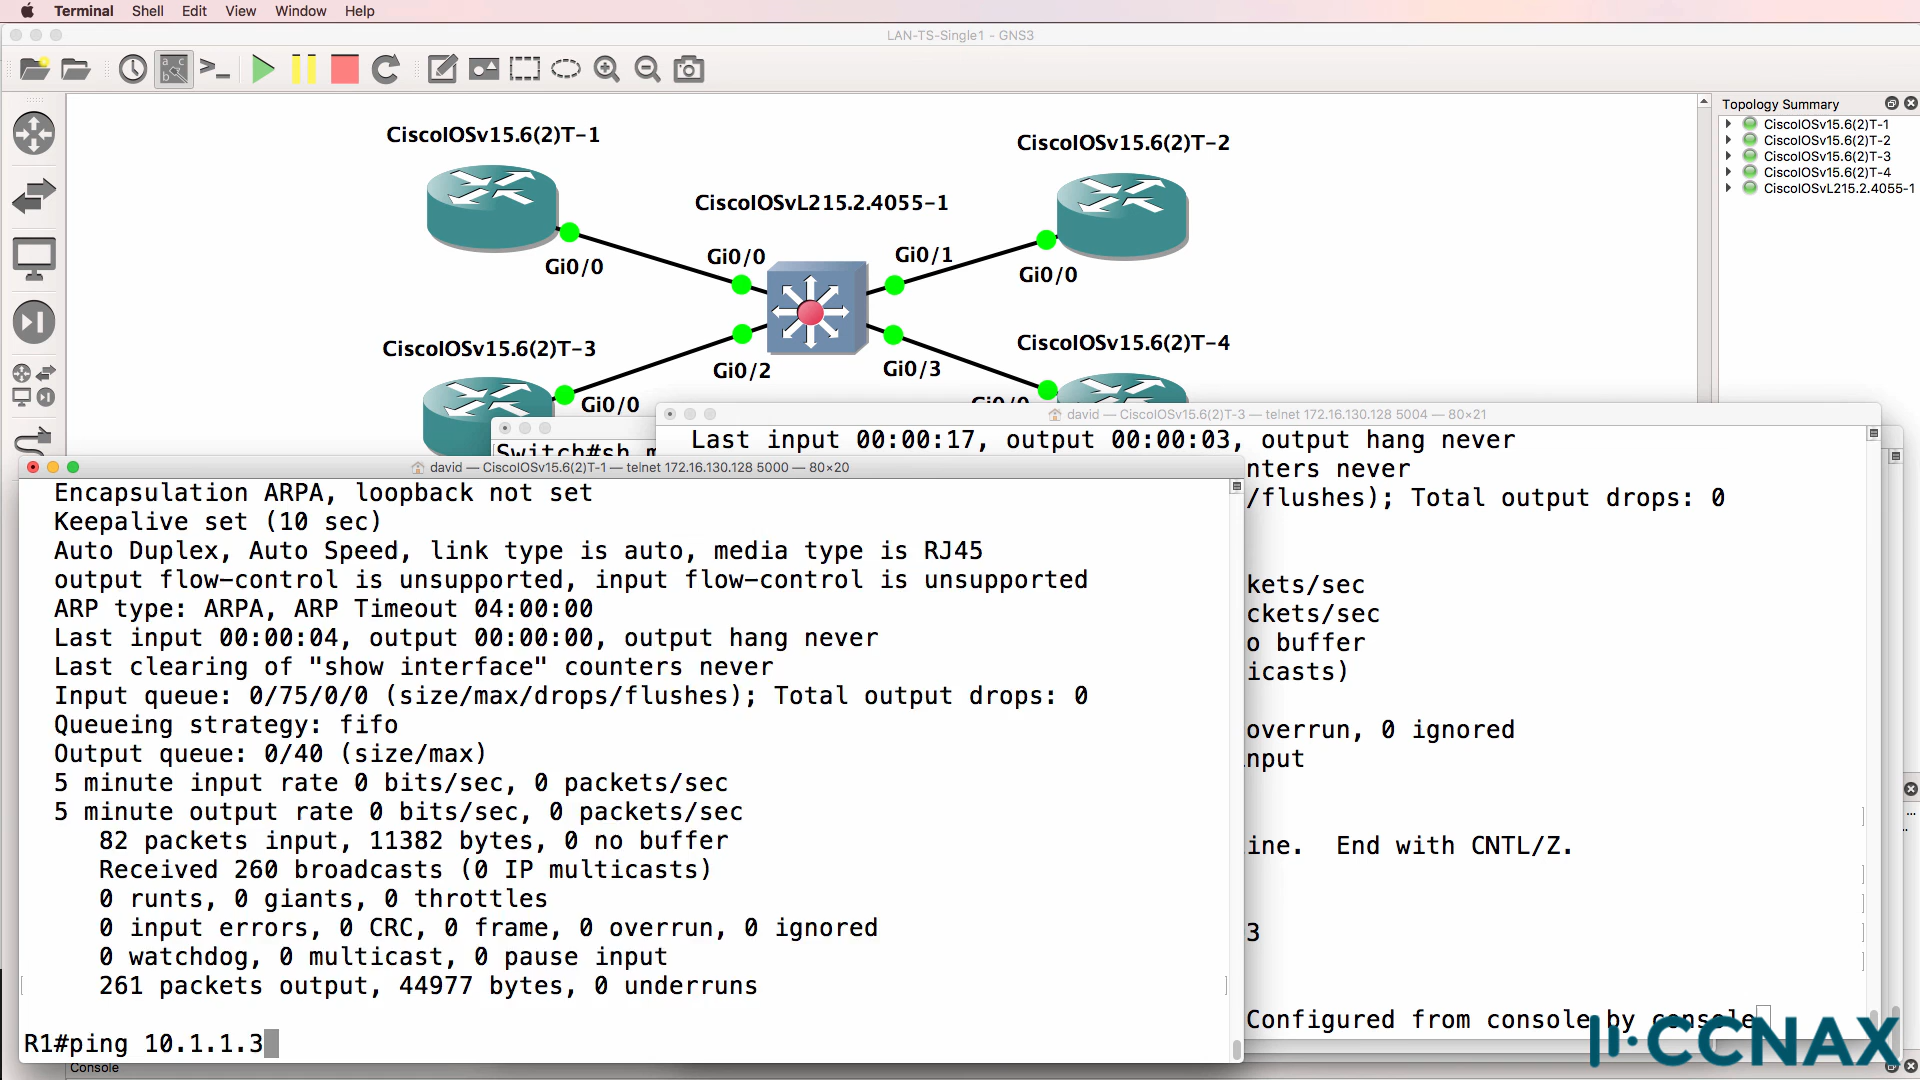 Terminal Shell Edit View Window Help
LAN-TS-Single1 - GNS3
Topology Summary
CiscoIOSv15.6(2)T-1
CiscoIOSv15.6(2)T-2
CiscoIOSv15.6(2)T-3
CiscoIOSv15.6(2)T-4
CiscoIOSvL215.2.4055-1
CiscoIOSv15.6(2)T-1
CiscoIOSv15.6(2)T-2
CiscoIOSvL215.2.4055-1
Gi0/0
Gi0/0
Gi0/1
Gi0/0
CiscoIOSv15.6(2)T-3
CiscoIOSv15.6(2)T-4
Gi0/2
Gi0/3
Gi0/0
david — CiscoIOSv15.6(2)T-3 — telnet 172.16.130.128 5004 — 80×21
Switch#sh m
Last input 00:00:17, output 00:00:03, output hang never
nters never
/flushes); Total output drops: 0
kets/sec
ckets/sec
o buffer
icasts)
overrun, 0 ignored
nput
ine. End with CNTL/Z.
3
Configured from console by console
david — CiscoIOSv15.6(2)T-1 — telnet 172.16.130.128 5000 — 80×20
Encapsulation ARPA, loopback not set
Keepalive set (10 sec)
Auto Duplex, Auto Speed, link type is auto, media type is RJ45
output flow-control is unsupported, input flow-control is unsupported
ARP type: ARPA, ARP Timeout 04:00:00
Last input 00:00:04, output 00:00:00, output hang never
Last clearing of "show interface" counters never
Input queue: 0/75/0/0 (size/max/drops/flushes); Total output drops: 0
Queueing strategy: fifo
Output queue: 0/40 (size/max)
5 minute input rate 0 bits/sec, 0 packets/sec
5 minute output rate 0 bits/sec, 0 packets/sec
82 packets input, 11382 bytes, 0 no buffer
Received 260 broadcasts (0 IP multicasts)
0 runts, 0 giants, 0 throttles
0 input errors, 0 CRC, 0 frame, 0 overrun, 0 ignored
0 watchdog, 0 multicast, 0 pause input
261 packets output, 44977 bytes, 0 underruns
R1#ping 10.1.1.3
Console
CCNAX